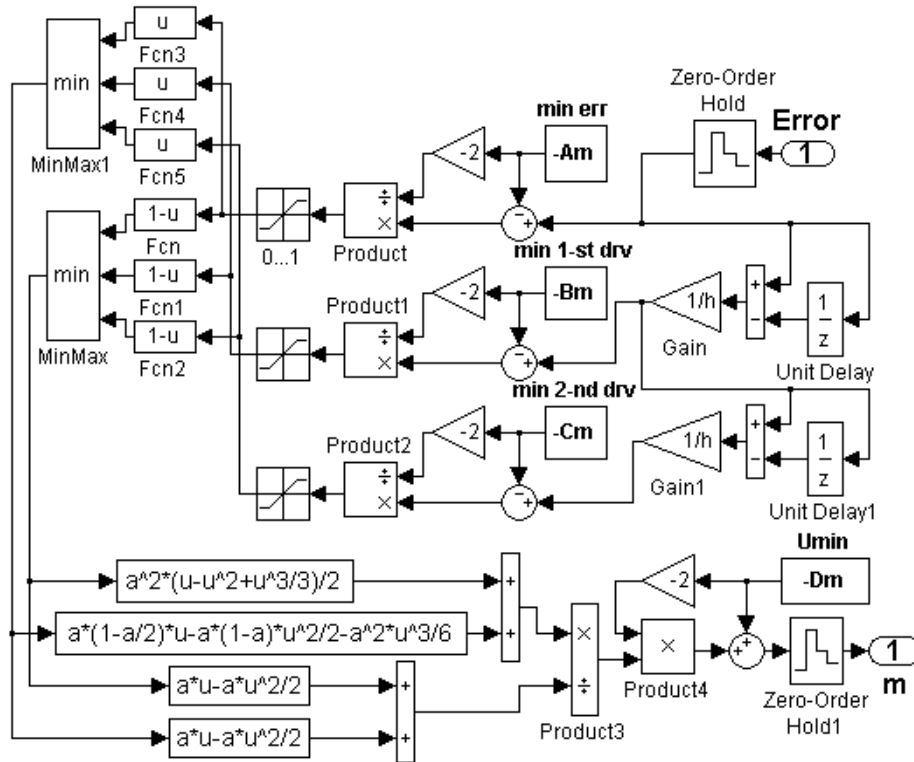 u
Fcn3
min
u
Fcn4
u
Fcn5
MinMax1
1-u
Fcn
min
1-u
Fcn1
1-u
Fcn2
MinMax
0...1
min err
-2
-Am
÷
×
Product
−
+
Zero-Order
Hold
Error
1
min 1-st drv
Product1
-2
-Bm
÷
×
−
+
1/h
Gain
+
−
1
z
Unit Delay
min 2-nd drv
Product2
-2
-Cm
÷
×
−
+
1/h
Gain1
+
−
1
z
Unit Delay1
a^2*(u-u^2+u^3/3)/2
a*(1-a/2)*u-a*(1-a)*u^2/2-a^2*u^3/6
+
+
a*u-a*u^2/2
a*u-a*u^2/2
+
+
×
÷
Product3
-2
×
Product4
Umin
-Dm
+
+
Zero-Order
Hold1
1
m